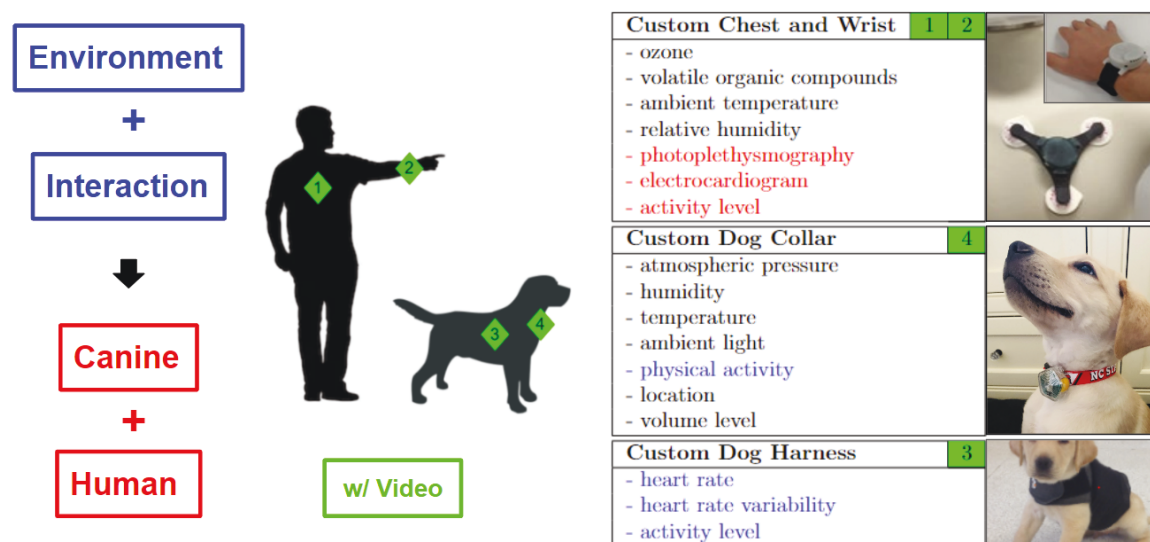 Environment
+
Interaction
Canine
+
Human
1
2
3
4
w/ Video
Custom Chest and Wrist 1 2
- ozone
- volatile organic compounds
- ambient temperature
- relative humidity
- photoplethysmography
- electrocardiogram
- activity level
Custom Dog Collar 4
- atmospheric pressure
- humidity
- temperature
- ambient light
- physical activity
- location
- volume level
NC
Custom Dog Harness 3
- heart rate
- heart rate variability
- activity level